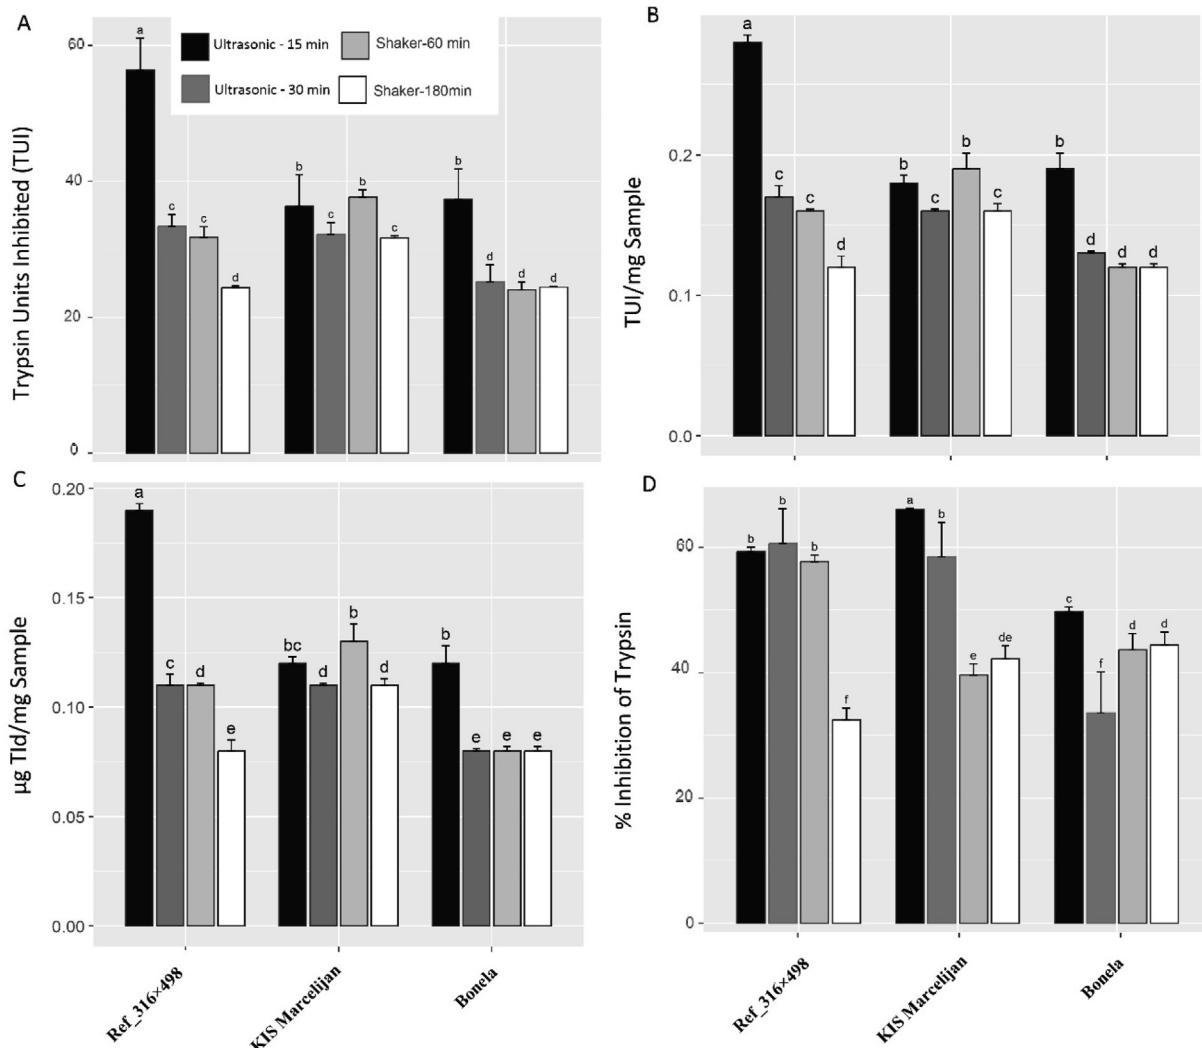 A
Trypsin Units Inhibited (TUI)
60
40
20
0
Ultrasonic - 15 min
Shaker-60 min
Ultrasonic - 30 min
Shaker-180min
a
c
c
d
b
c
b
c
b
d
d
d
B
TUI/mg Sample
0.2
0.1
0.0
a
c
c
d
b
c
b
c
b
d
d
d
C
µg TId/mg Sample
0.20
0.15
0.10
0.05
0.00
a
c
d
e
bc
d
b
d
b
e
e
e
Ref_316×498
KIS Marcelijan
Bonela
D
% Inhibition of Trypsin
60
40
20
0
b
b
b
f
a
b
e
de
c
f
d
d
Ref_316×498
KIS Marcelijan
Bonela